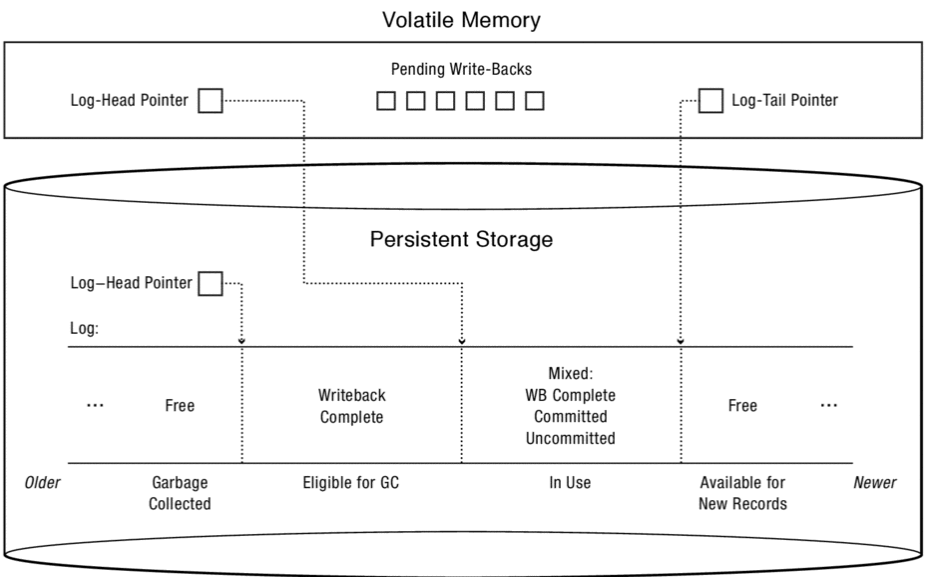 Volatile Memory
Pending Write-Backs
Log-Head Pointer
Log-Tail Pointer
Persistent Storage
Log–Head Pointer
Log:
...
Free
Writeback
Complete
Mixed:
WB Complete
Committed
Uncommitted
Free
...
Older
Garbage
Collected
Eligible for GC
In Use
Available for
New Records
Newer